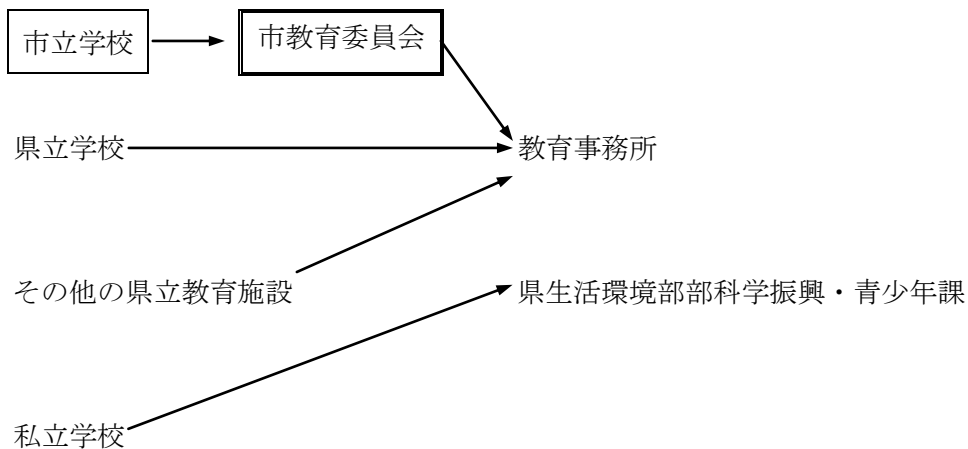 市立学校
市教育委員会
県立学校
教育事務所
その他の県立教育施設
県生活環境部部科学振興・青少年課
私立学校